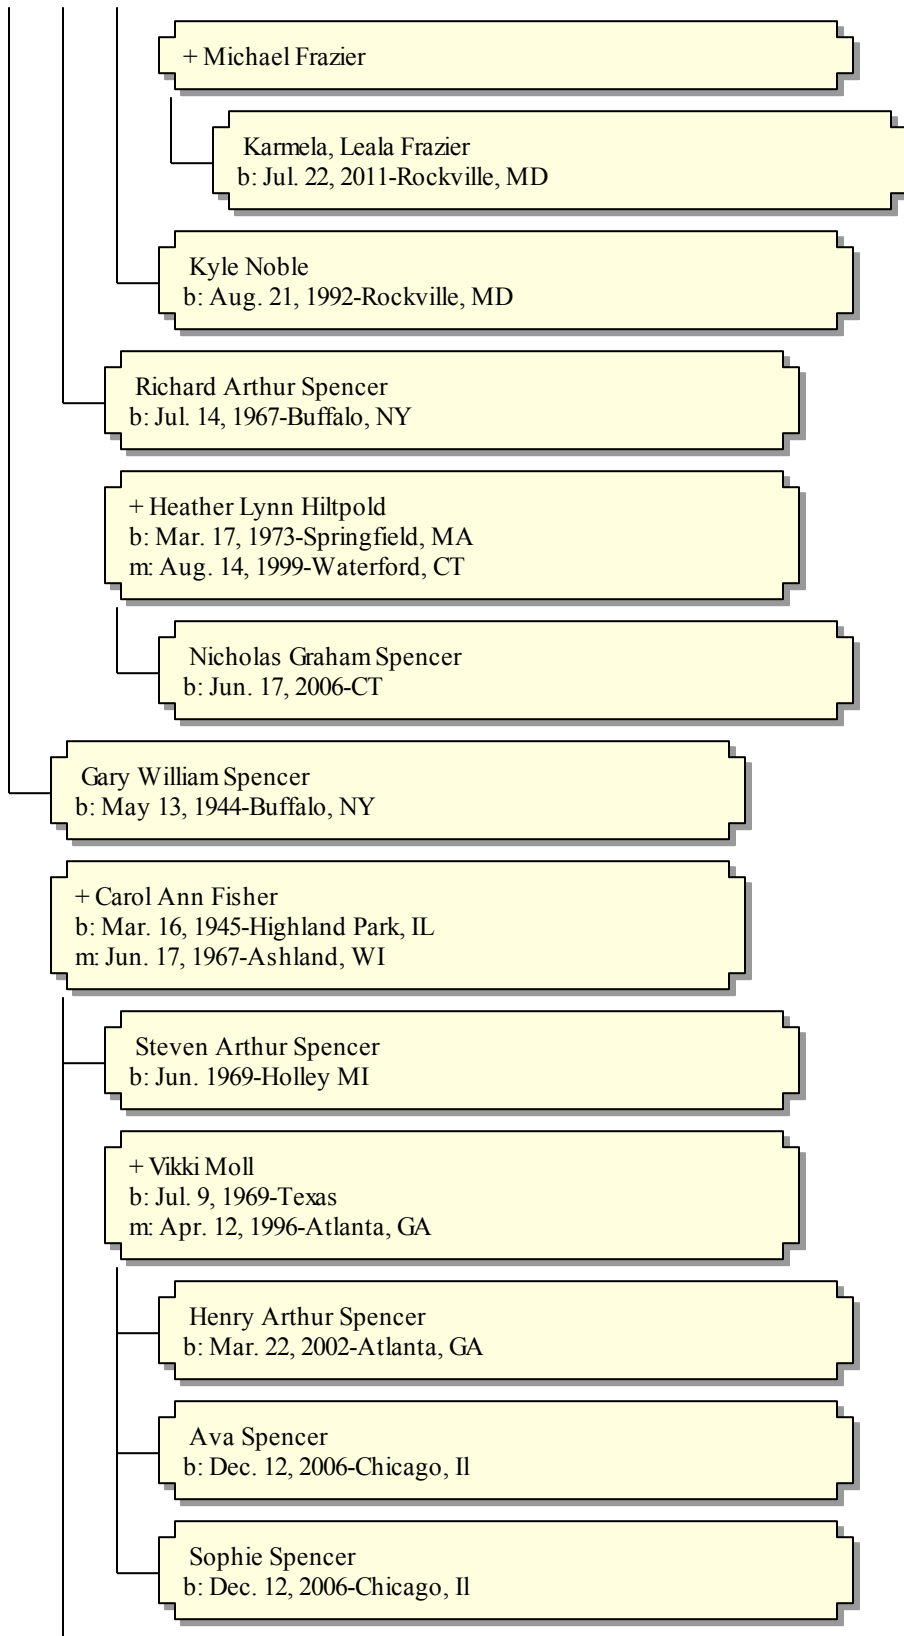 + Michael Frazier
Karmela, Leala Frazier
b: Jul. 22, 2011-Rockville, MD
Kyle Noble
b: Aug. 21, 1992-Rockville, MD
Richard Arthur Spencer
b: Jul. 14, 1967-Buffalo, NY
+ Heather Lynn Hiltpold
b: Mar. 17, 1973-Springfield, MA
m: Aug. 14, 1999-Waterford, CT
Nicholas Graham Spencer
b: Jun. 17, 2006-CT
Gary William Spencer
b: May 13, 1944-Buffalo, NY
+ Carol Ann Fisher
b: Mar. 16, 1945-Highland Park, IL
m: Jun. 17, 1967-Ashland, WI
Steven Arthur Spencer
b: Jun. 1969-Holley MI
+ Vikki Moll
b: Jul. 9, 1969-Texas
m: Apr. 12, 1996-Atlanta, GA
Henry Arthur Spencer
b: Mar. 22, 2002-Atlanta, GA
Ava Spencer
b: Dec. 12, 2006-Chicago, Il
Sophie Spencer
b: Dec. 12, 2006-Chicago, Il